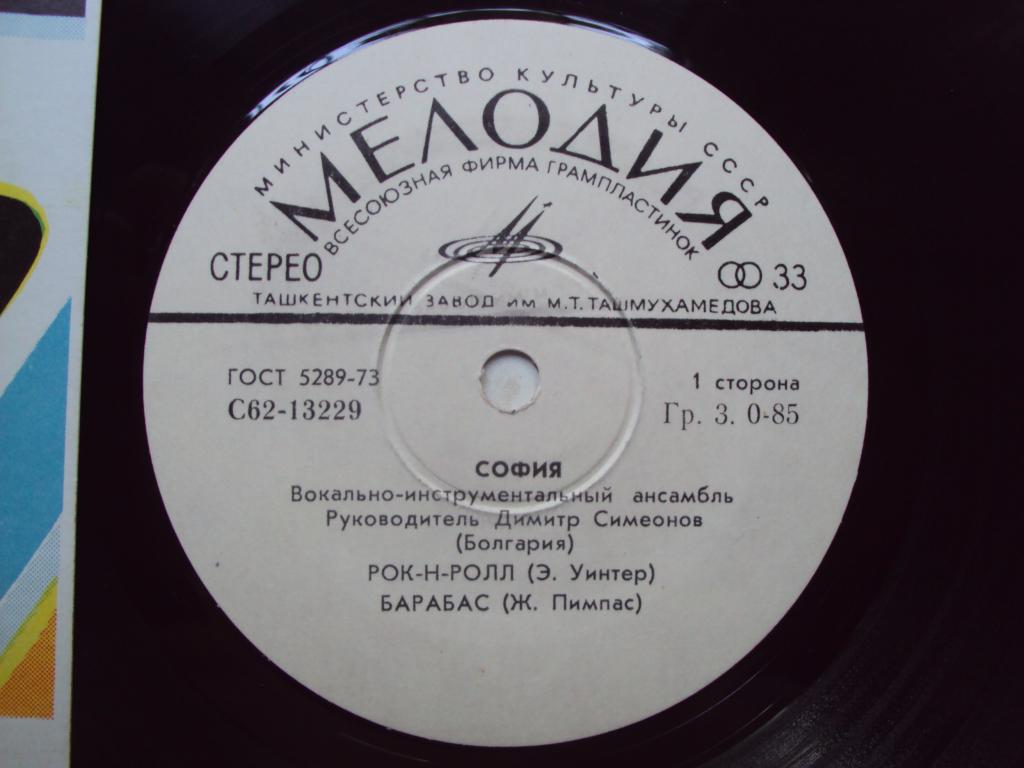 МИНИСТЕРСТВО КУЛЬТУРЫ СССР
МЕЛОДИЯ
ВСЕСОЮЗНАЯ ФИРМА ГРАМПЛАСТИНОК
СТЕРЕО 33
ТАШКЕНТСКИЙ ЗАВОД ИМ М.Т. ТАШМУХАМЕДОВА
ГОСТ 5289-73 1 сторона
С62-13229 Гр. 3. 0-85
СОФИЯ
Вокально-инструментальный ансамбль
Руководитель Димитр Симеонов
(Болгария)
РОК-Н-РОЛЛ (Э. Уинтер)
БАРАБАС (Ж. Пимпас)